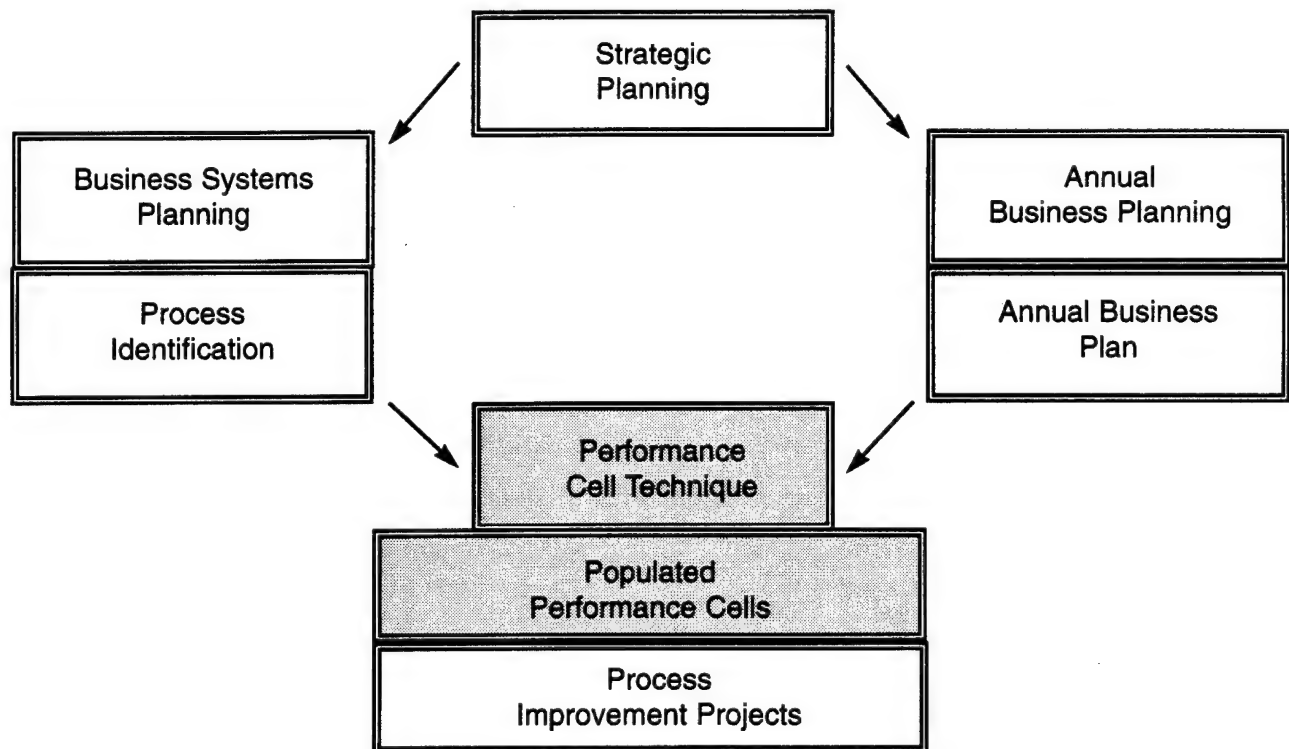 Strategic
Planning
Business Systems
Planning
Process
Identification
Annual
Business Planning
Annual Business
Plan
Performance
Cell Technique
Populated
Performance Cells
Process
Improvement Projects